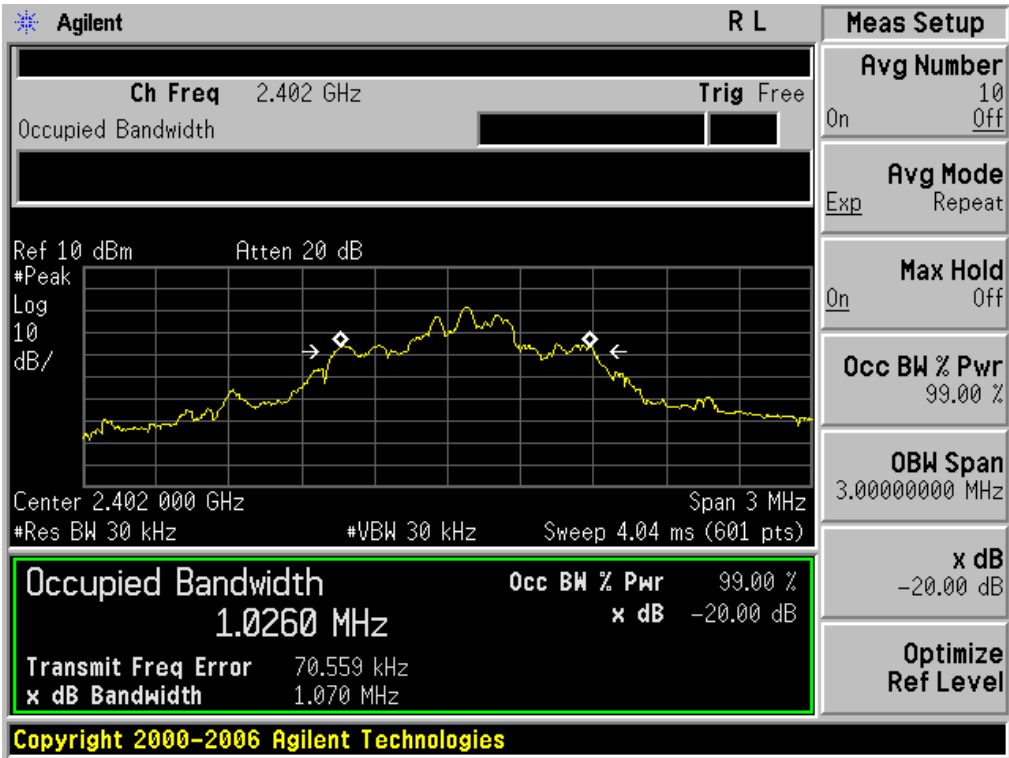 Agilent R L Meas Setup
Ch Freq 2.402 GHz Trig Free
Occupied Bandwidth
Ref 10 dBm Atten 20 dB
#Peak
Log
10
dB/
Center 2.402 000 GHz Span 3 MHz
#Res BW 30 kHz #VBW 30 kHz Sweep 4.04 ms (601 pts)
Occupied Bandwidth Occ BW % Pwr 99.00 %
1.0260 MHz x dB -20.00 dB
Transmit Freq Error 70.559 kHz
x dB Bandwidth 1.070 MHz
Copyright 2000-2006 Agilent Technologies
Avg Number
10
On Off
Avg Mode
Exp Repeat
Max Hold
On Off
Occ BW % Pwr
99.00 %
OBW Span
3.00000000 MHz
x dB
-20.00 dB
Optimize
Ref Level